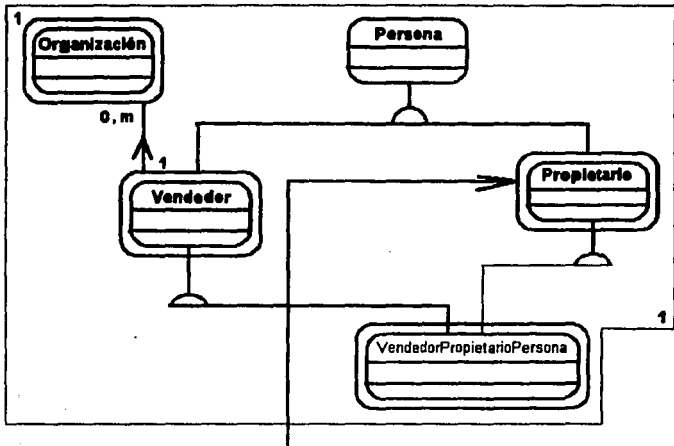 1
Organización
Persona
0,m
1
Vendedor
Propietario
1
VendedorPropietarioPersona